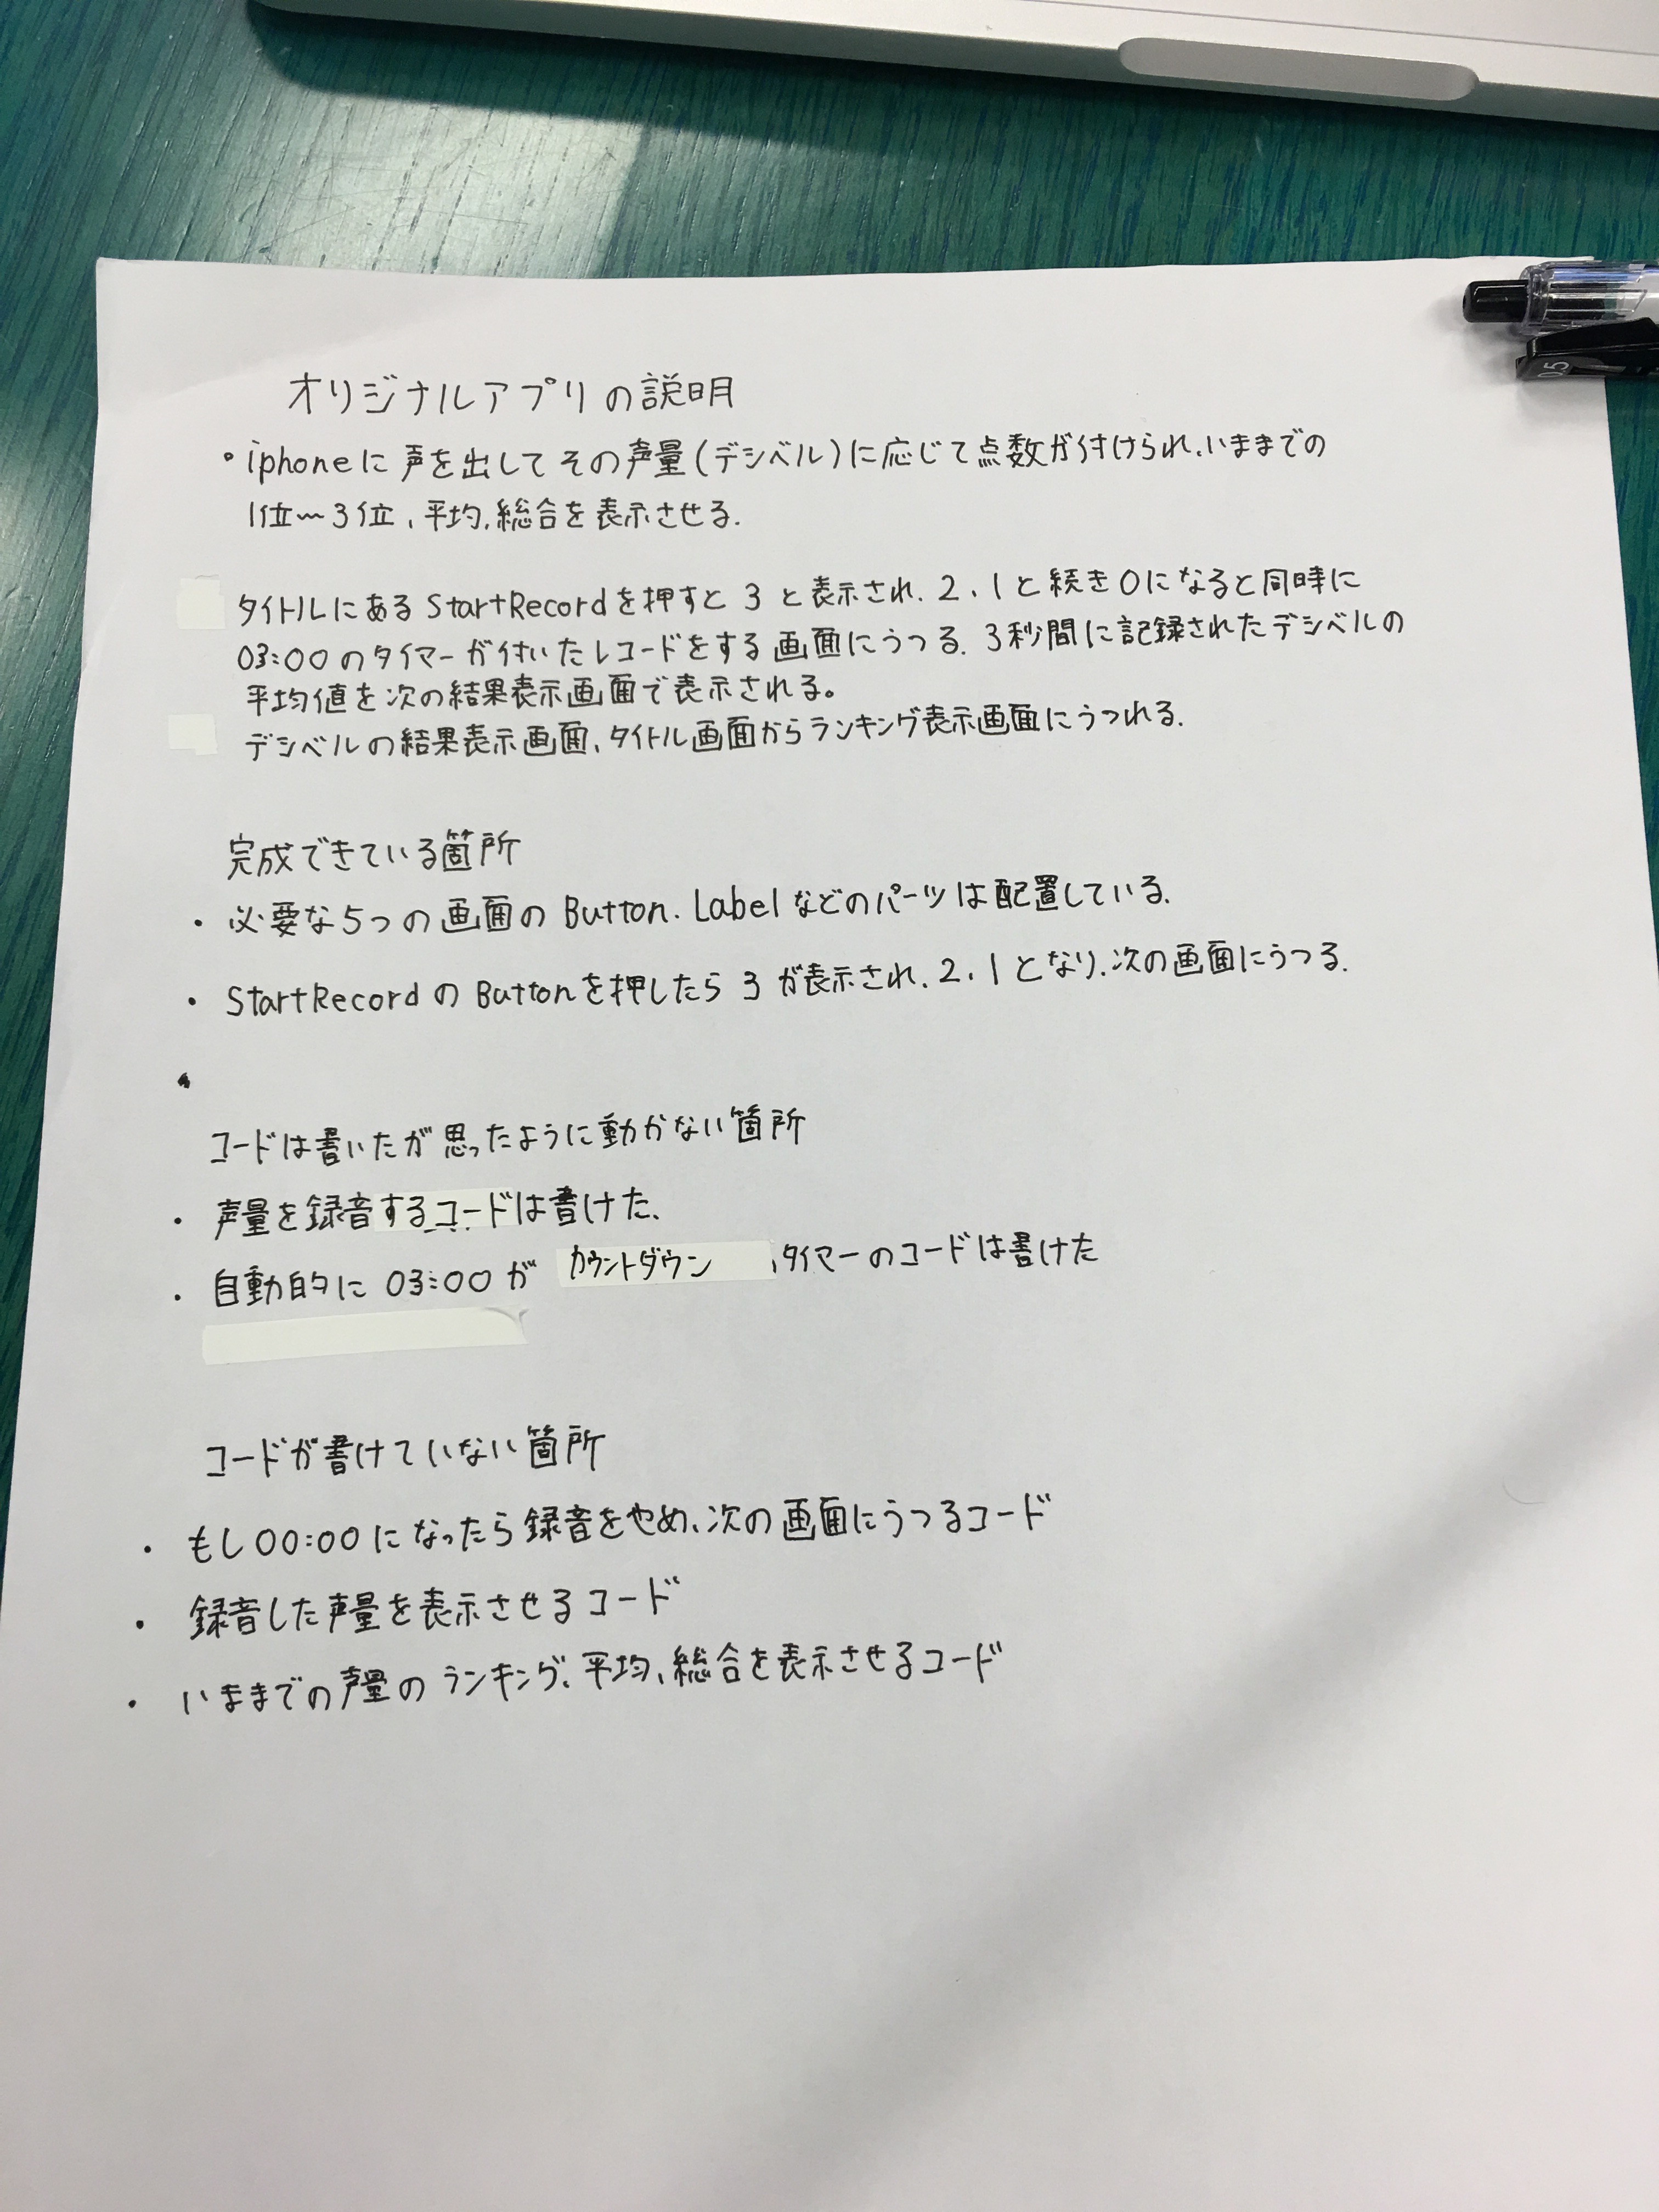 オリジナルアプリの説明
・iphoneに声を出してその声量(デシベル)に応じて点数が付けられ、いままでの
1位〜3位、平均、総合を表示させる.
タイトルにあるStartRecordを押すと 3 と表示され、2、1と続き0になると同時に
03:00のタイマーが付いたレコードをする画面にうつる. 3秒間に記録されたデシベルの
平均値を次の結果表示画面で表示される。
デシベルの結果表示画面、タイトル画面からランキング表示画面にうつれる.
完成できている箇所
・必要な5つの画面のButton、Labelなどのパーツは配置している.
・StartRecordのButtonを押したら 3 が表示され、2、1となり、次の画面にうつる.
・
コードは書いたが思ったように動かない箇所
・声量を録音するコードは書けた、
・自動的に 03:00が カウントダウン 、タイマーのコードは書けた
コードが書けていない箇所
・もし00:00になったら録音をやめ、次の画面にうつるコード
・録音した声量を表示させるコード
・いままでの声量のランキング、平均、総合を表示させるコード
0.5